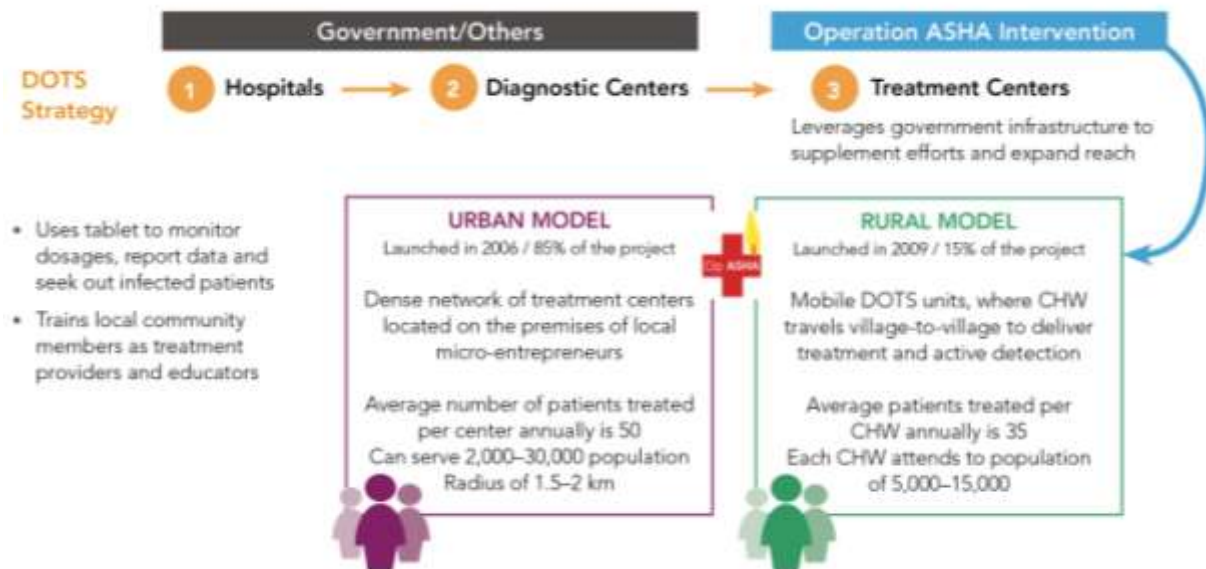 Government/Others
Operation ASHA Intervention
DOTS
Strategy
1 Hospitals
2 Diagnostic Centers
3 Treatment Centers
Leverages government infrastructure to
supplement efforts and expand reach
• Uses tablet to monitor
dosages, report data and
seek out infected patients
• Trains local community
members as treatment
providers and educators
URBAN MODEL
Launched in 2006 / 85% of the project
Dense network of treatment centers
located on the premises of local
micro-entrepreneurs
Average number of patients treated
per center annually is 50
Can serve 2,000–30,000 population
Radius of 1.5–2 km
ASHA
RURAL MODEL
Launched in 2009 / 15% of the project
Mobile DOTS units, where CHW
travels village-to-village to deliver
treatment and active detection
Average patients treated per
CHW annually is 35
Each CHW attends to population
of 5,000–15,000